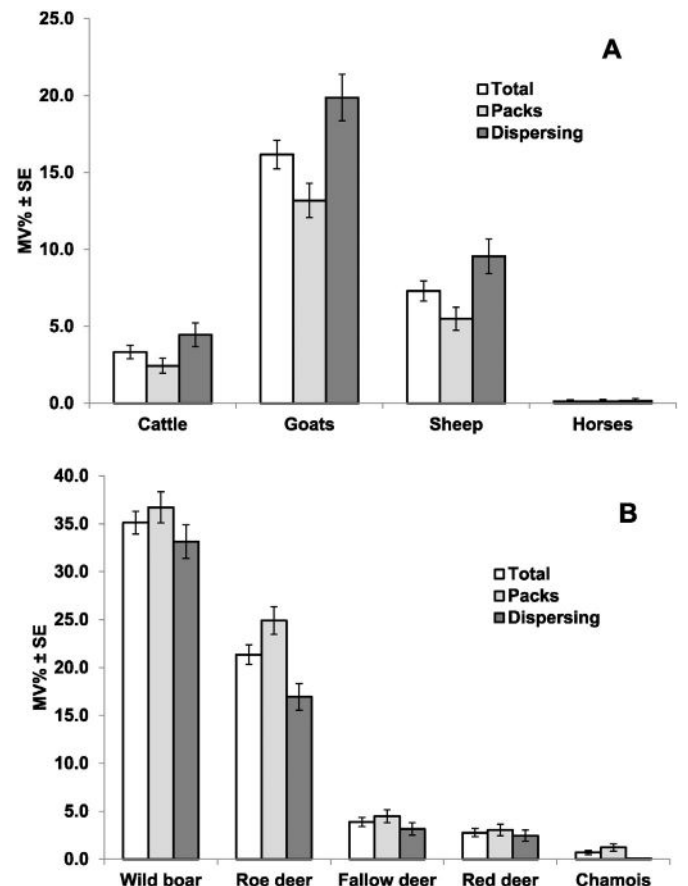 25.0
A
Total
Packs
Dispersing
20.0
15.0
10.0
5.0
0.0
MV% ± SE
Cattle Goats Sheep Horses
40.0
B
35.0
Total
Packs
Dispersing
30.0
25.0
20.0
15.0
10.0
5.0
0.0
MV% ± SE
Wild boar Roe deer Fallow deer Red deer Chamois